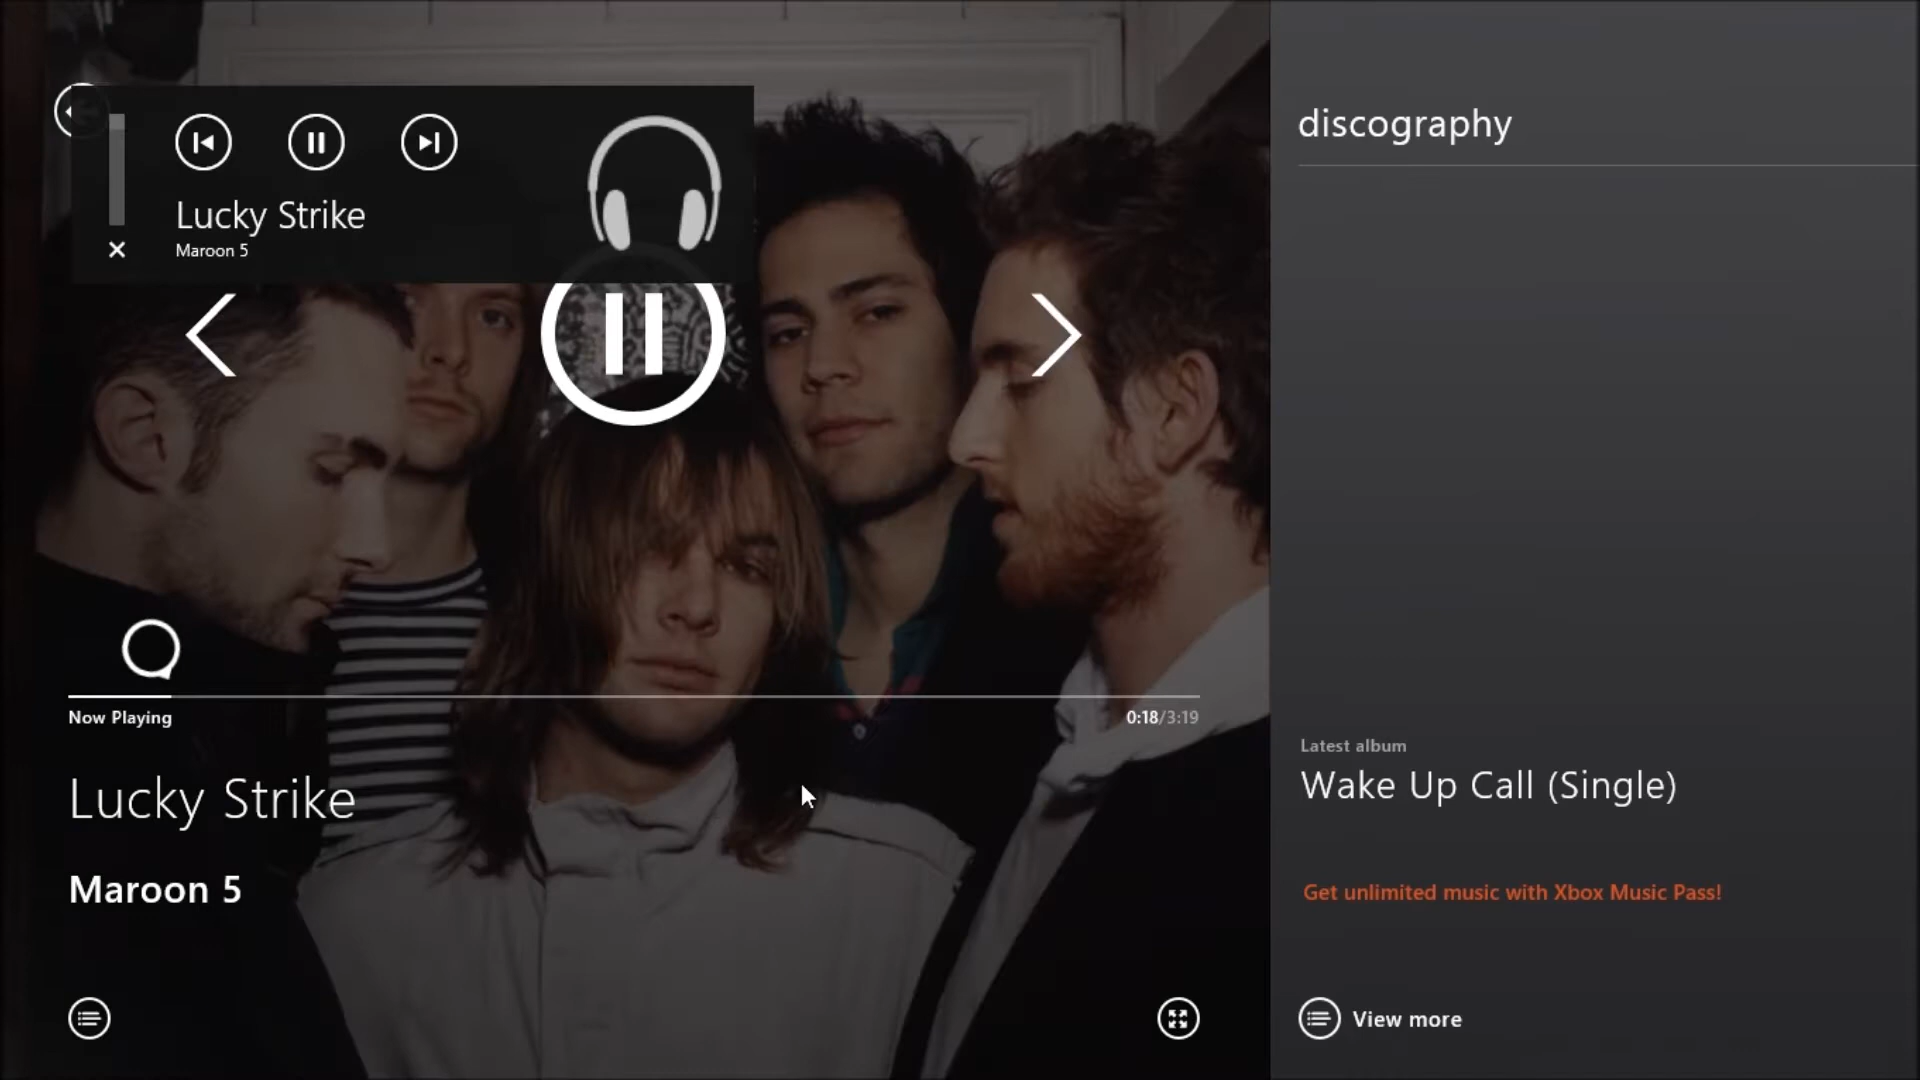 Lucky Strike
Maroon 5
Now Playing
0:18/3:19
Lucky Strike
Maroon 5
discography
Latest album
Wake Up Call (Single)
Get unlimited music with Xbox Music Pass!
View more